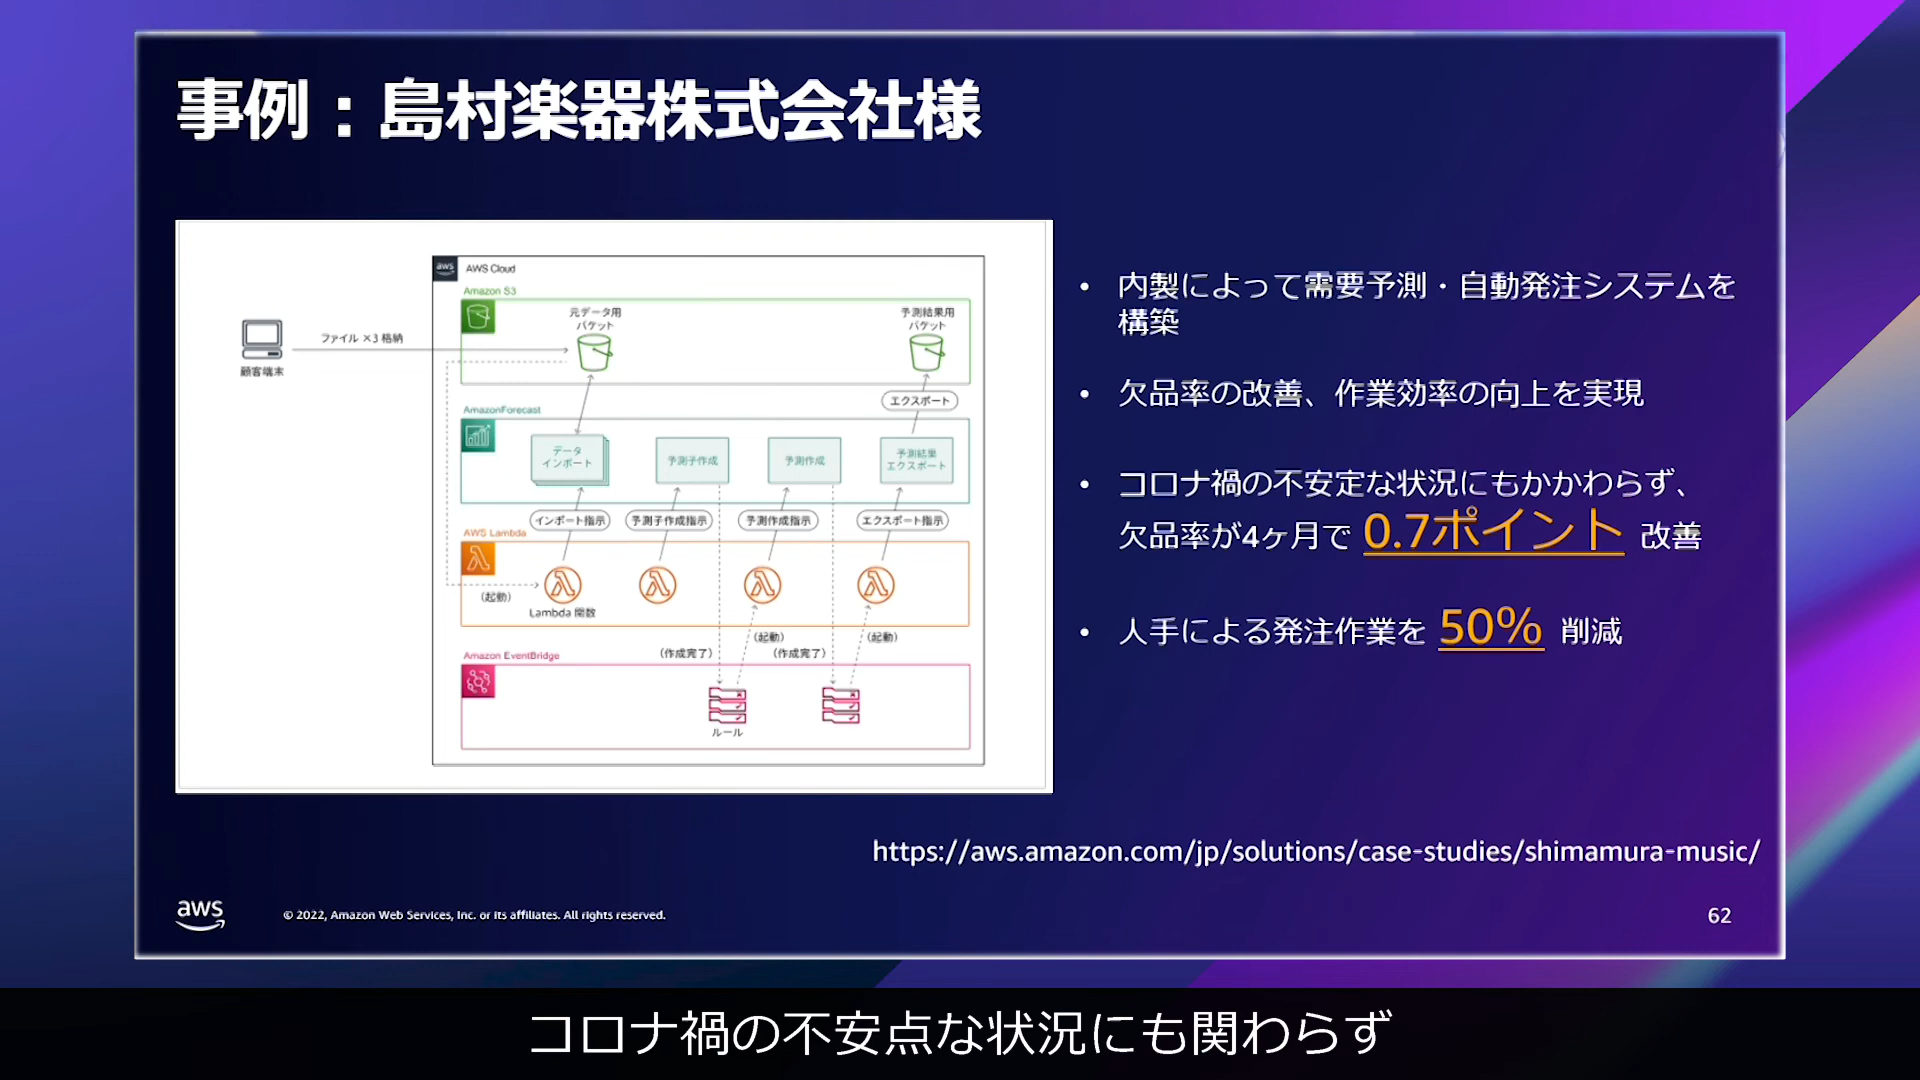 事例：島村楽器株式会社様
aws
AWS Cloud
Amazon S3
元データ用
バケット
予測結果用
バケット
ファイル ×3 格納
顧客端末
エクスポート
AmazonForecast
データ
インポート
予測子作成
予測作成
予測結果
エクスポート
インポート指示
予測子作成指示
予測作成指示
エクスポート指示
AWS Lambda
(起動)
Lambda 関数
(起動)
(起動)
(作成完了)
(作成完了)
Amazon EventBridge
ルール
• 内製によって需要予測・自動発注システムを
構築
• 欠品率の改善、作業効率の向上を実現
• コロナ禍の不安定な状況にもかかわらず、
欠品率が4ヶ月で 0.7ポイント 改善
• 人手による発注作業を 50% 削減
https://aws.amazon.com/jp/solutions/case-studies/shimamura-music/
aws
© 2022, Amazon Web Services, Inc. or its affiliates. All rights reserved.
62
コロナ禍の不安点な状況にも関わらず